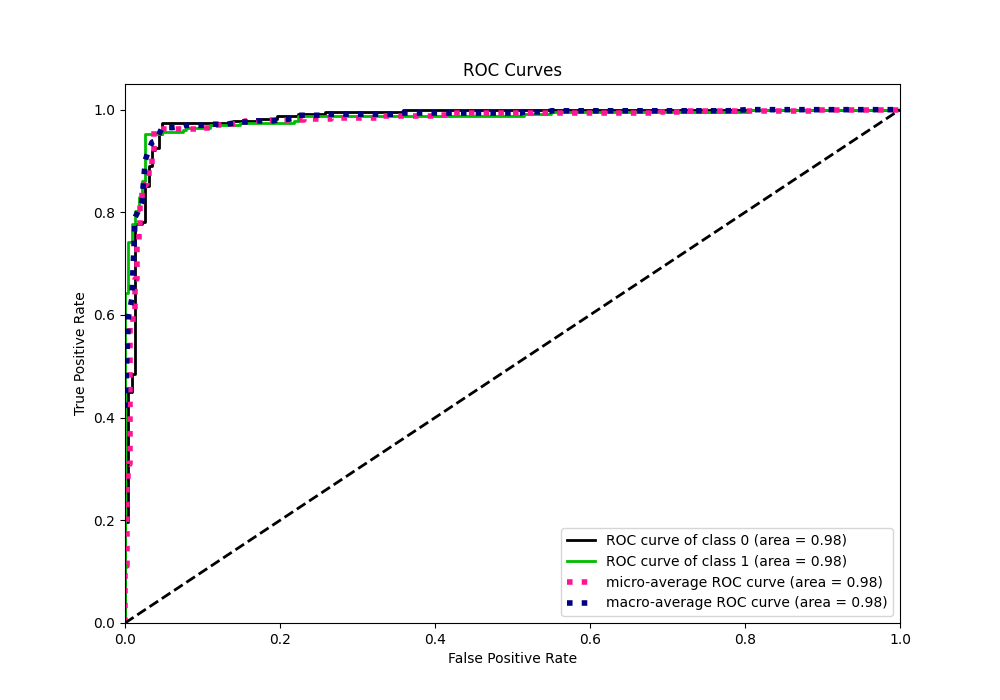 ROC Curves
True Positive Rate
1.0
0.8
0.6
0.4
0.2
0.0
ROC curve of class 0 (area = 0.98)
ROC curve of class 1 (area = 0.98)
micro-average ROC curve (area = 0.98)
macro-average ROC curve (area = 0.98)
0.0 0.2 0.4 0.6 0.8 1.0
False Positive Rate